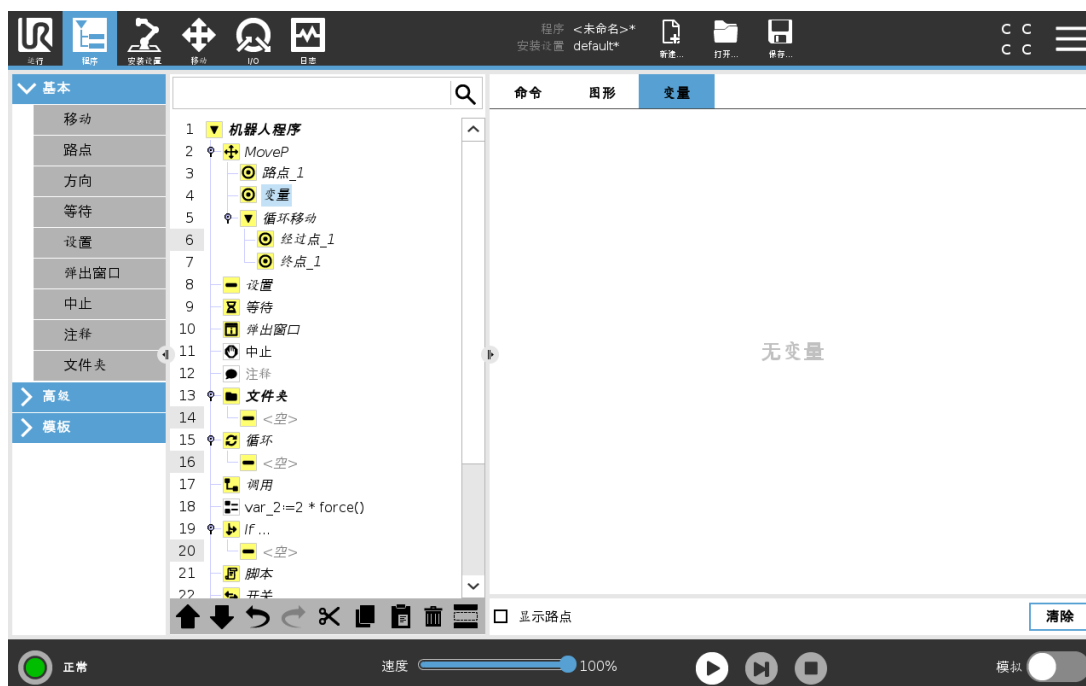 UR
程序 <未命名>*
安装设置 default*
C C
C C
运行 程序 安装设置 移动 I/O 日志 新建... 打开... 保存...
基本
移动
路点
方向
等待
设置
弹出窗口
中止
注释
文件夹
高级
模板
1 机器人程序
2 MoveP
3 路点_1
4 变量
5 循环移动
6 经过点_1
7 终点_1
8 设置
9 等待
10 弹出窗口
11 中止
12 注释
13 文件夹
14 <空>
15 循环
16 <空>
17 调用
18 var_2:=2 * force()
19 If ...
20 <空>
21 脚本
22 开关
命令 图形 变量
无变量
显示路点 清除
正常 速度 100% 模拟